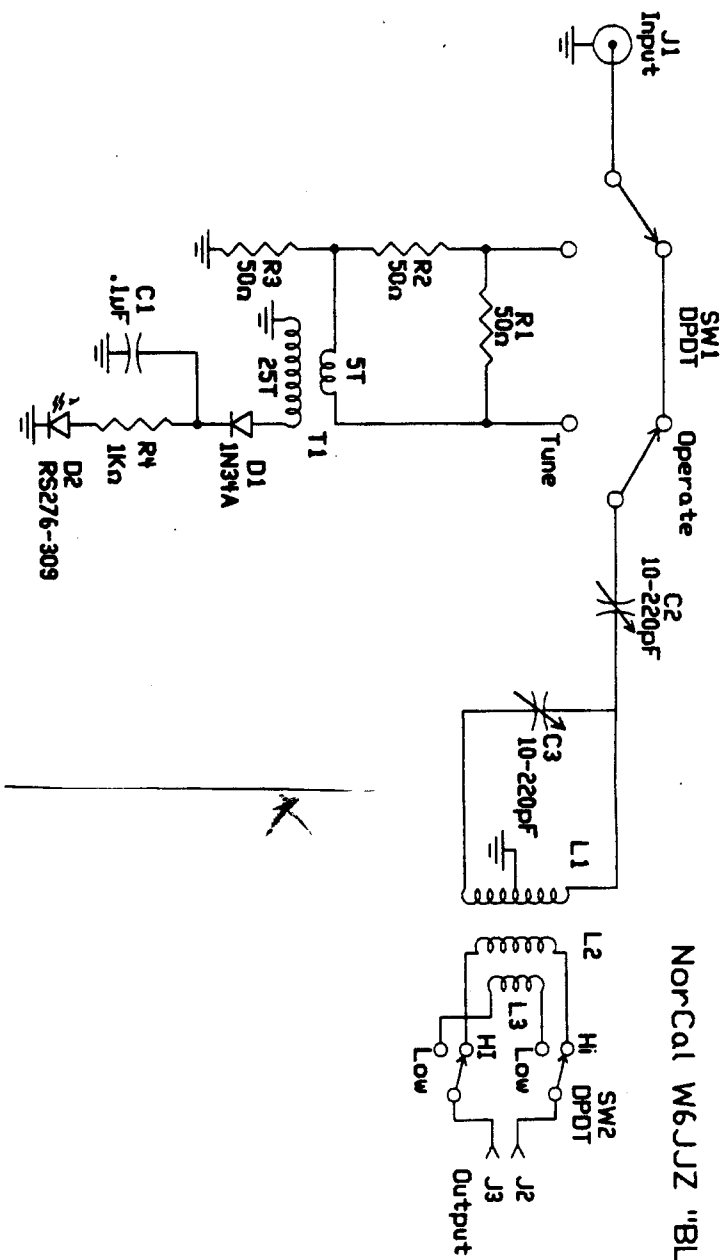 NorCal W6JJZ "BL
J1
Input
SW1
DPDT
Operate
Tune
C2
10-220pF
C3
10-220pF
L1
L2
L3
Hi
Low
HI
Low
SW2
DPDT
J2
J3
Output
R1
50Ω
R2
50Ω
R3
50Ω
5T
25T
T1
D1
1N34A
C1
.1uF
R4
1KΩ
D2
RS276-309